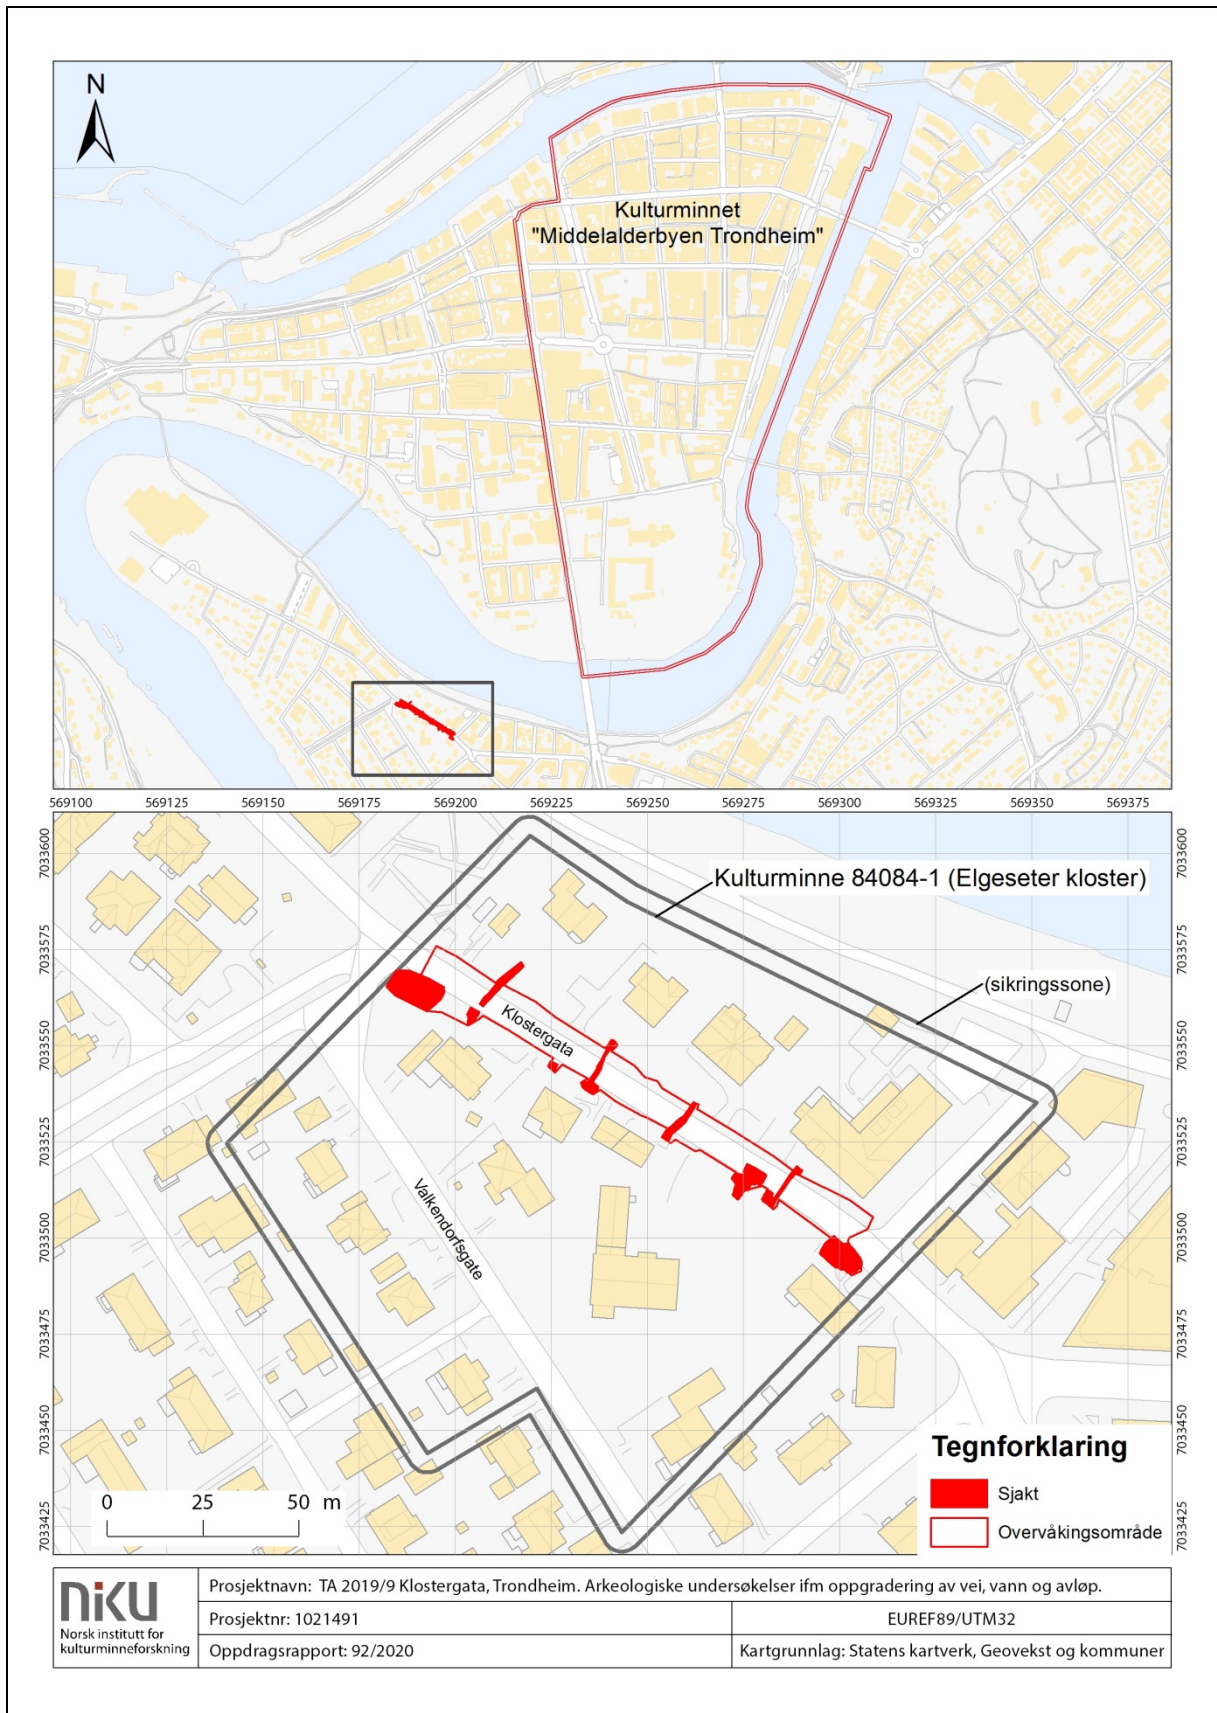 N
Kulturminnet
"Middelalderbyen Trondheim"
569100 569125 569150 569175 569200 569225 569250 569275 569300 569325 569350 569375
7033600 7033600
Kulturminne 84084-1 (Elgeseter kloster)
7033575 7033575
(sikringssone)
Klostergata
7033550 7033550
7033525 7033525
Valkendorfsgate
7033500 7033500
7033475 7033475
7033450 7033450
Tegnforklaring
Sjakt
Overvåkingsområde
0 25 50 m
7033425 7033425
niku
Norsk institutt for
kulturminneforskning
Prosjektnavn: TA 2019/9 Klostergata, Trondheim. Arkeologiske undersøkelser ifm oppgradering av vei, vann og avløp.
Prosjektnr: 1021491
EUREF89/UTM32
Oppdragsrapport: 92/2020
Kartgrunnlag: Statens kartverk, Geovekst og kommuner